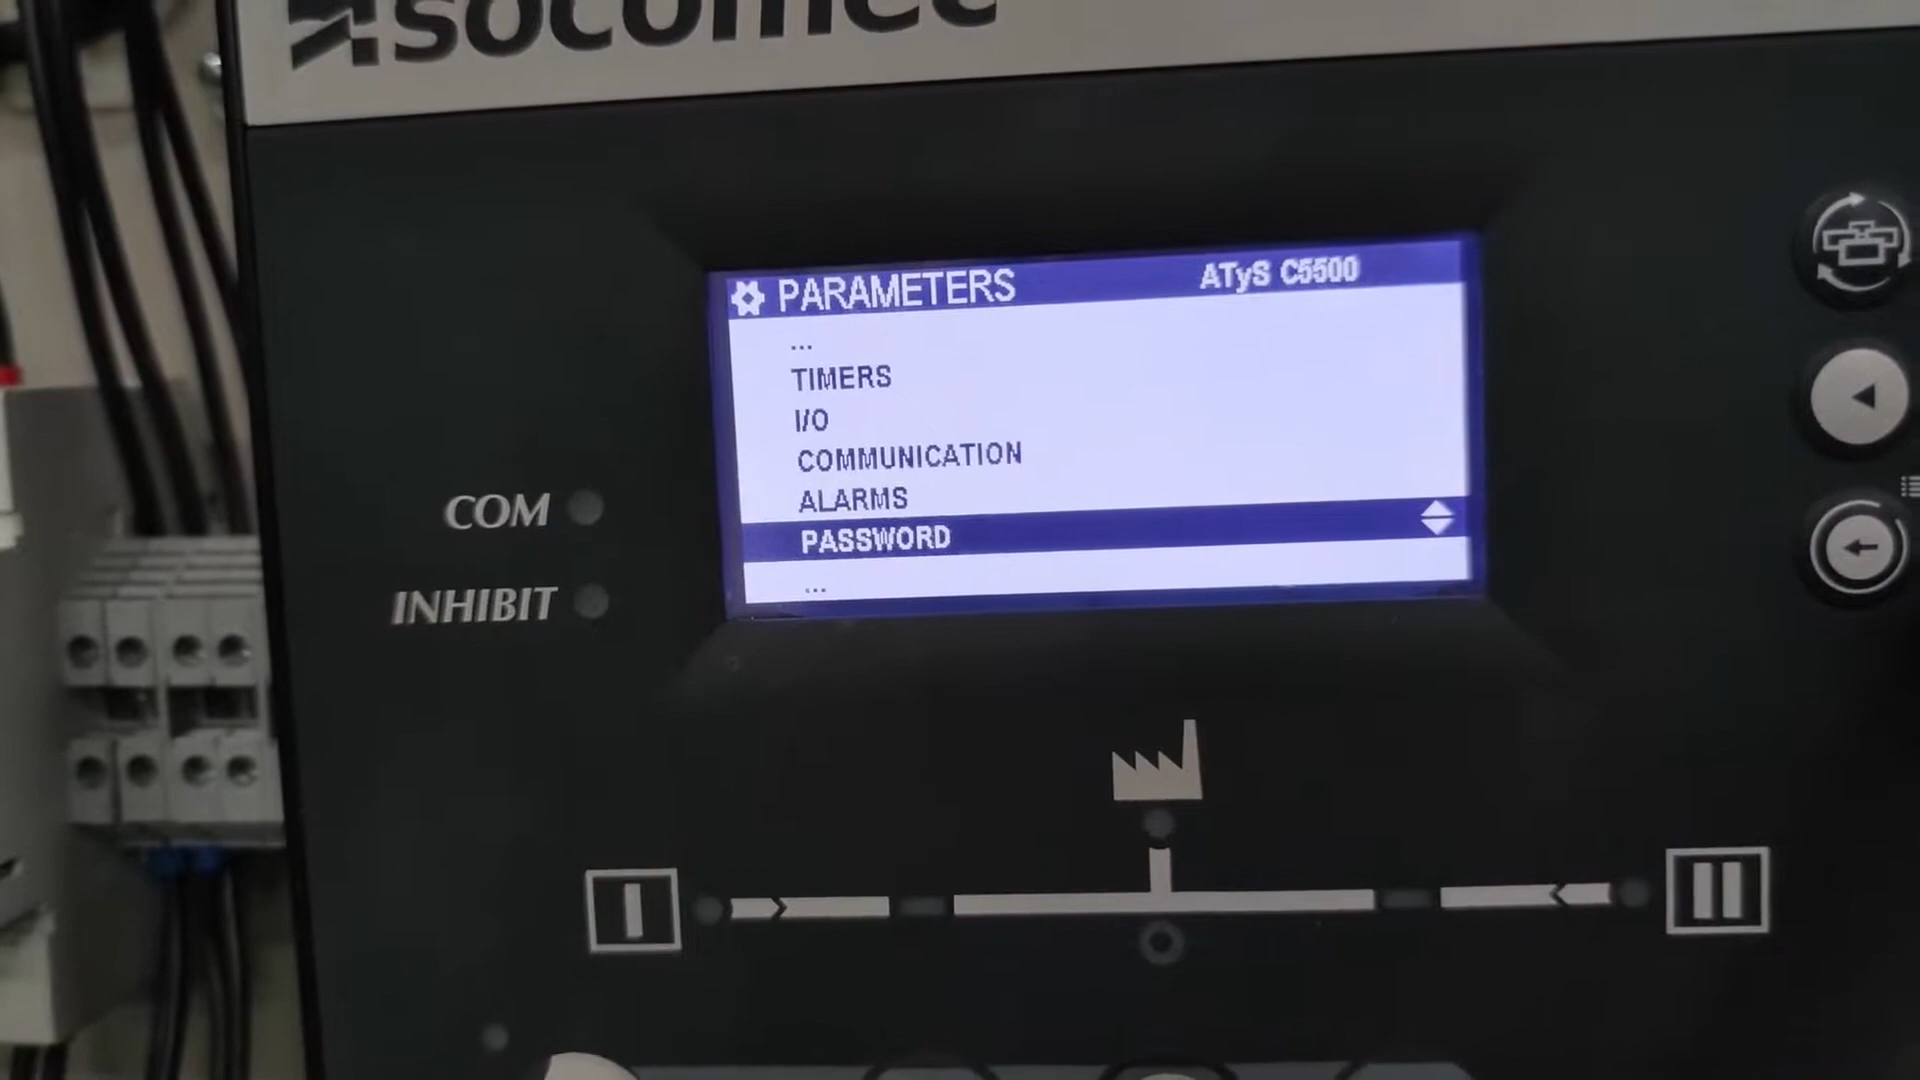 socomec
PARAMETERS ATyS C5500
...
TIMERS
I/O
COMMUNICATION
ALARMS
PASSWORD
...
COM
INHIBIT
I II